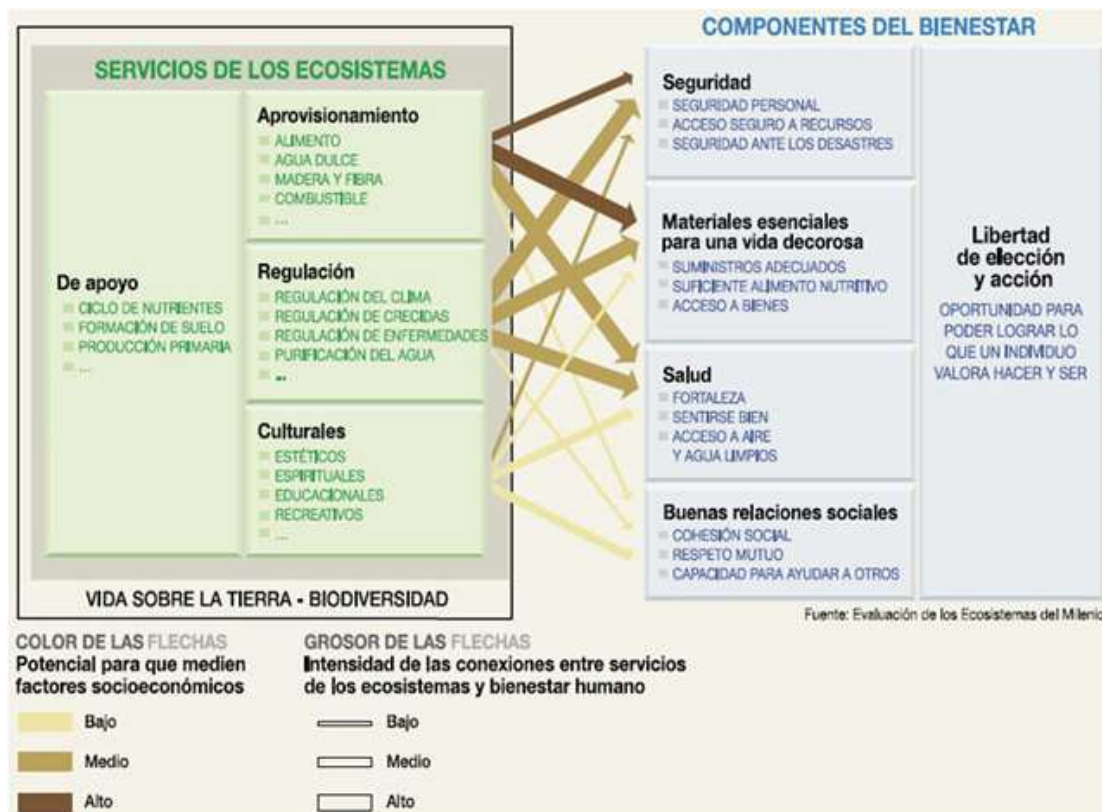 COMPONENTES DEL BIENESTAR
SERVICIOS DE LOS ECOSISTEMAS
De apoyo
CICLO DE NUTRIENTES
FORMACIÓN DE SUELO
PRODUCCIÓN PRIMARIA
...
Aprovisionamiento
ALIMENTO
AGUA DULCE
MADERA Y FIBRA
COMBUSTIBLE
...
Regulación
REGULACIÓN DEL CLIMA
REGULACIÓN DE CRECIDAS
REGULACIÓN DE ENFERMEDADES
PURIFICACIÓN DEL AGUA
...
Culturales
ESTÉTICOS
ESPIRITUALES
EDUCACIONALES
RECREATIVOS
...
VIDA SOBRE LA TIERRA - BIODIVERSIDAD
Seguridad
SEGURIDAD PERSONAL
ACCESO SEGURO A RECURSOS
SEGURIDAD ANTE LOS DESASTRES
Materiales esenciales
para una vida decorosa
SUMINISTROS ADECUADOS
SUFICIENTE ALIMENTO NUTRITIVO
ACCESO A BIENES
Salud
FORTALEZA
SENTIRSE BIEN
ACCESO A AIRE
Y AGUA LIMPIOS
Buenas relaciones sociales
COHESIÓN SOCIAL
RESPETO MUTUO
CAPACIDAD PARA AYUDAR A OTROS
Libertad
de elección
y acción
OPORTUNIDAD PARA
PODER LOGRAR LO
QUE UN INDIVIDUO
VALORA HACER Y SER
Fuente: Evaluación de los Ecosistemas del Milenio
COLOR DE LAS FLECHAS
Potencial para que medien
factores socioeconómicos
Bajo
Medio
Alto
GROSOR DE LAS FLECHAS
Intensidad de las conexiones entre servicios
de los ecosistemas y bienestar humano
Bajo
Medio
Alto